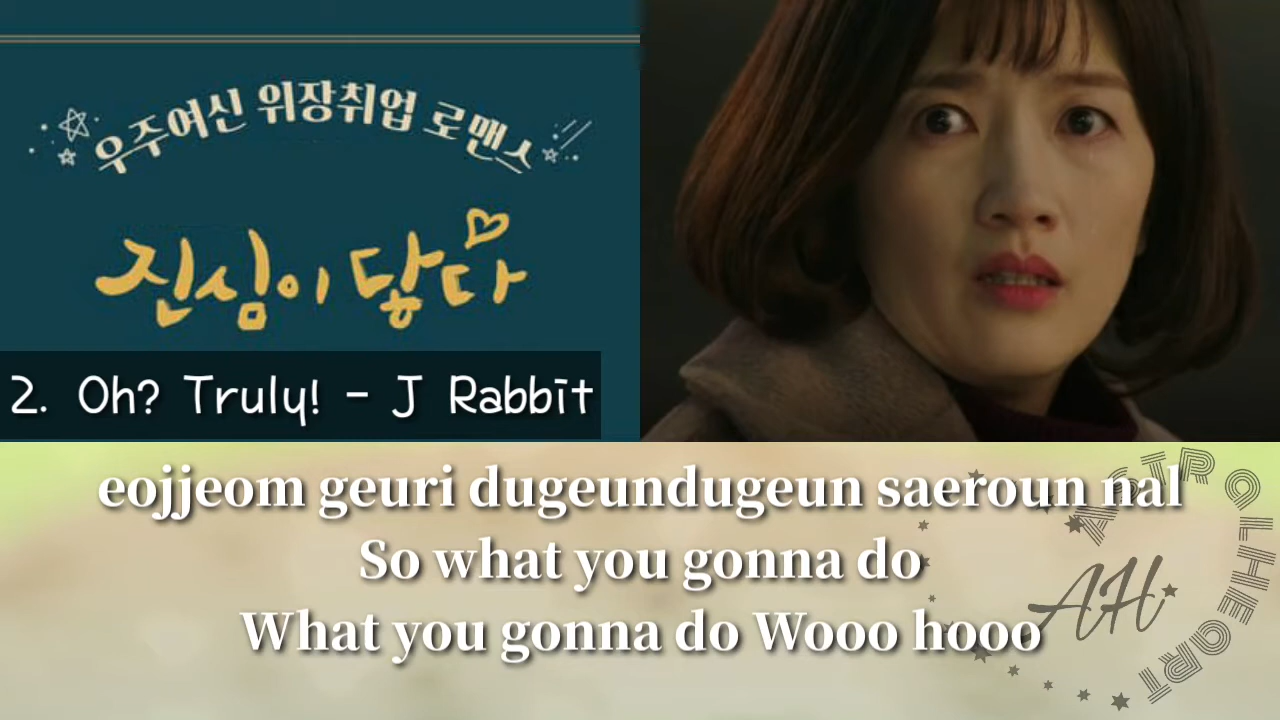 우주여신 위장취업 로맨스
진심이 닿다
2. Oh? Truly! - J Rabbit
eojjeom geuri dugeundugeun saeroun nal
So what you gonna do
What you gonna do Wooo hooo
ASTROLHEART
AH